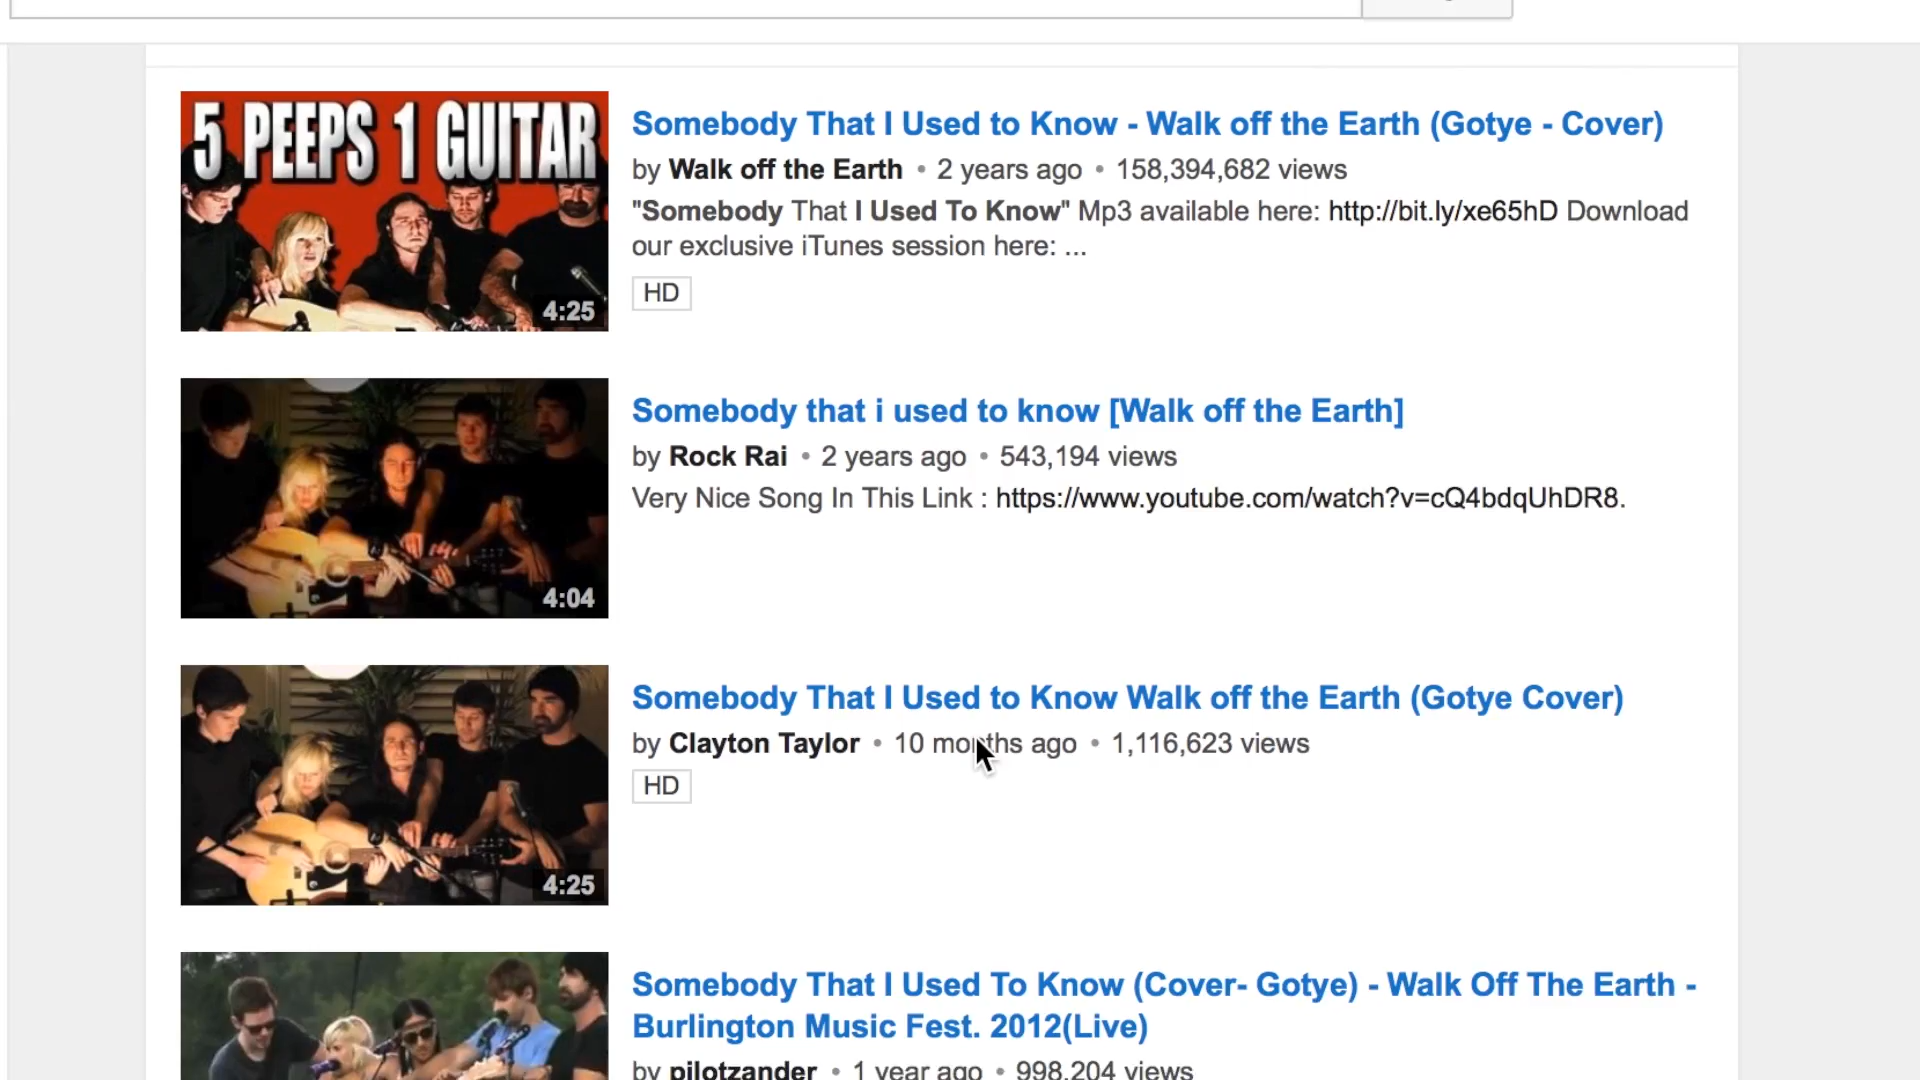 5 PEEPS 1 GUITAR
4:25
Somebody That I Used to Know - Walk off the Earth (Gotye - Cover)
by Walk off the Earth • 2 years ago • 158,394,682 views
"Somebody That I Used To Know" Mp3 available here: http://bit.ly/xe65hD Download
our exclusive iTunes session here: ...
HD
4:04
Somebody that i used to know [Walk off the Earth]
by Rock Rai • 2 years ago • 543,194 views
Very Nice Song In This Link : https://www.youtube.com/watch?v=cQ4bdqUhDR8.
4:25
Somebody That I Used to Know Walk off the Earth (Gotye Cover)
by Clayton Taylor • 10 months ago • 1,116,623 views
HD
Somebody That I Used To Know (Cover- Gotye) - Walk Off The Earth -
Burlington Music Fest. 2012(Live)
by pilotzander • 1 year ago • 998,204 views